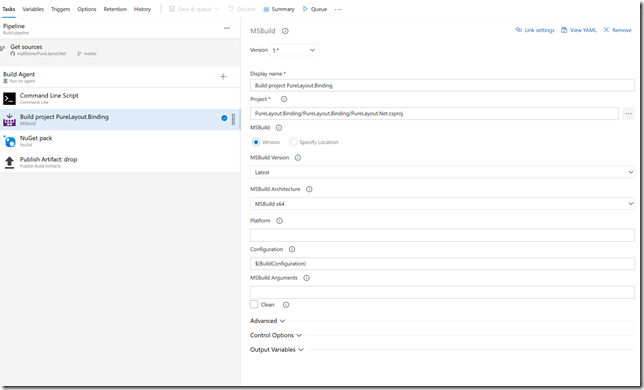 Tasks Variables Triggers Options Retention History Save & queue Discard Summary Queue ...
Pipeline
Build pipeline
Get sources
mallibone/PureLayout.Net master
Build Agent
Run on agent
Command Line Script
Command Line
Build project PureLayout.Binding
MSBuild
NuGet pack
NuGet
Publish Artifact: drop
Publish Build Artifacts
MSBuild
Link settings View YAML Remove
Version 1.*
Display name *
Build project PureLayout.Binding
Project *
PureLayout.Binding/PureLayout.Binding/PureLayout.Net.csproj
MSBuild
Version Specify Location
MSBuild Version
Latest
MSBuild Architecture
MSBuild x64
Platform
Configuration
$(BuildConfiguration)
MSBuild Arguments
Clean
Advanced
Control Options
Output Variables